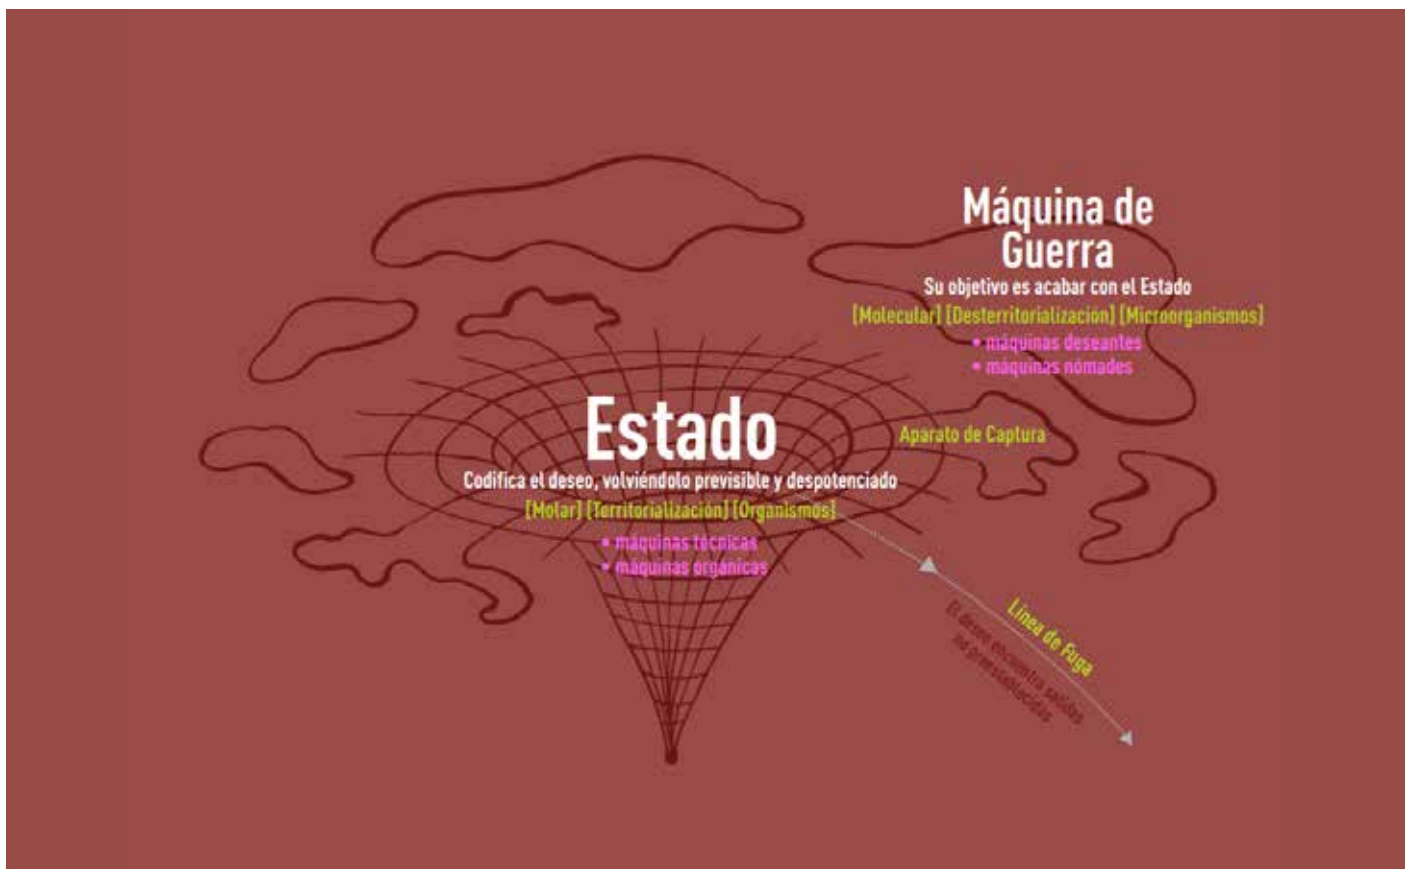 Máquina de
Guerra
Su objetivo es acabar con el Estado
[Molecular] [Desterritorialización] [Microorganismos]
• máquinas deseantes
• máquinas nómades
Estado
Aparato de Captura
Codifica el deseo, volviéndolo previsible y despotenciado
[Molar] [Territorialización] [Organismos]
• máquinas técnicas
• máquinas orgánicas
Línea de Fuga
El deseo encuentra salidas
no preestablecidas